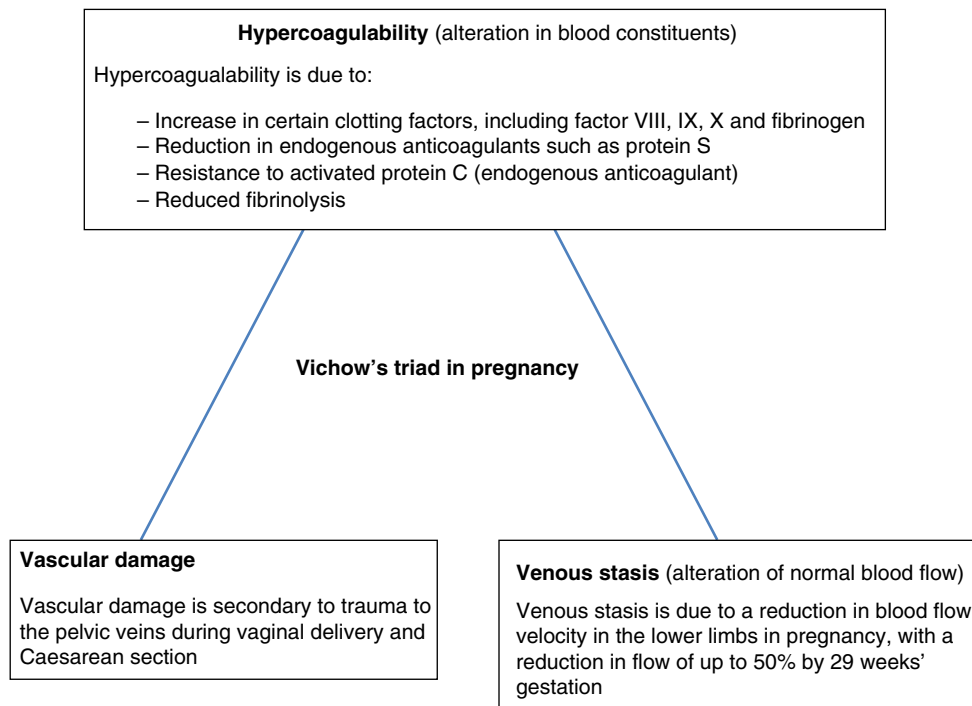 Hypercoagulability (alteration in blood constituents)
Hypercoagualability is due to:
– Increase in certain clotting factors, including factor VIII, IX, X and fibrinogen
– Reduction in endogenous anticoagulants such as protein S
– Resistance to activated protein C (endogenous anticoagulant)
– Reduced fibrinolysis
Vichow's triad in pregnancy
Vascular damage
Vascular damage is secondary to trauma to
the pelvic veins during vaginal delivery and
Caesarean section
Venous stasis (alteration of normal blood flow)
Venous stasis is due to a reduction in blood flow
velocity in the lower limbs in pregnancy, with a
reduction in flow of up to 50% by 29 weeks'
gestation